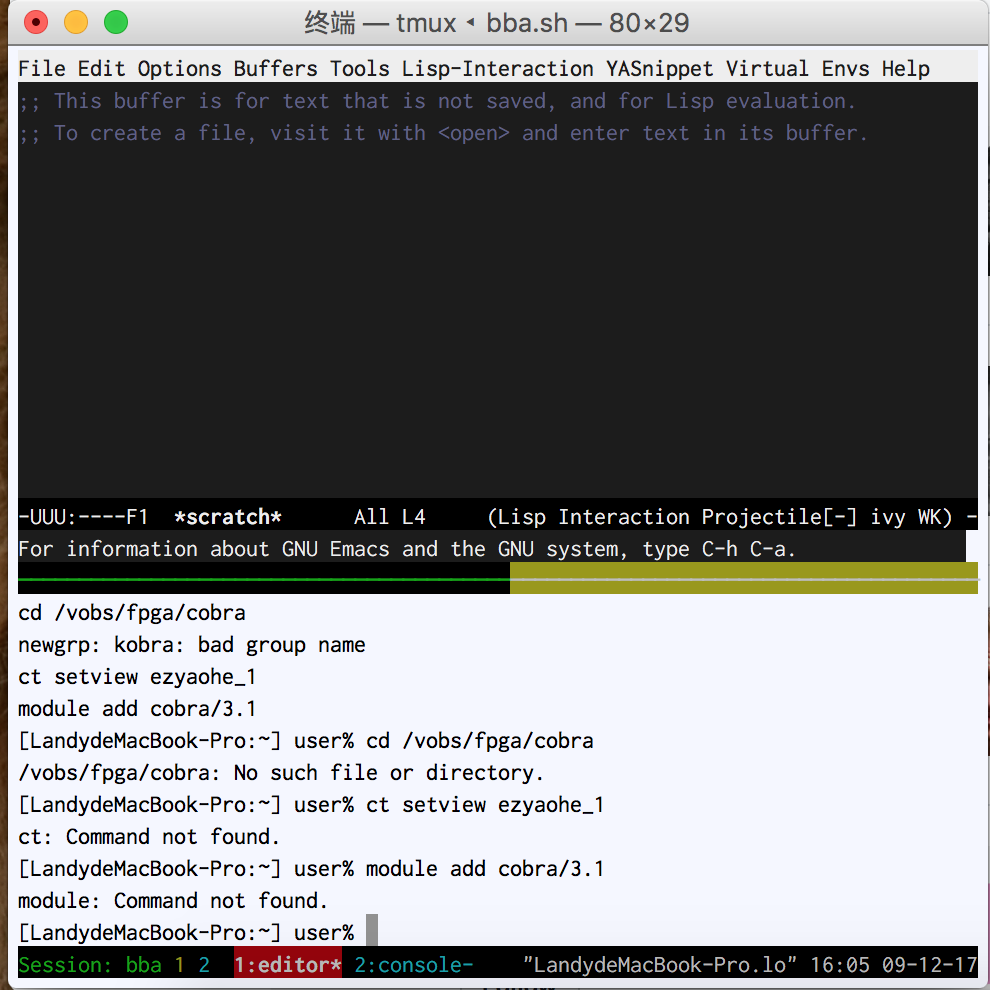 终端 — tmux ◂ bba.sh — 80×29
File Edit Options Buffers Tools Lisp-Interaction YASnippet Virtual Envs Help
;; This buffer is for text that is not saved, and for Lisp evaluation.
;; To create a file, visit it with <open> and enter text in its buffer.
-UUU:----F1  *scratch*      All L4     (Lisp Interaction Projectile[-] ivy WK) -
For information about GNU Emacs and the GNU system, type C-h C-a.
cd /vobs/fpga/cobra
newgrp: kobra: bad group name
ct setview ezyaohe_1
module add cobra/3.1
[LandydeMacBook-Pro:~] user% cd /vobs/fpga/cobra
/vobs/fpga/cobra: No such file or directory.
[LandydeMacBook-Pro:~] user% ct setview ezyaohe_1
ct: Command not found.
[LandydeMacBook-Pro:~] user% module add cobra/3.1
module: Command not found.
[LandydeMacBook-Pro:~] user%
Session: bba 1 2  1:editor* 2:console-    "LandydeMacBook-Pro.lo" 16:05 09-12-17